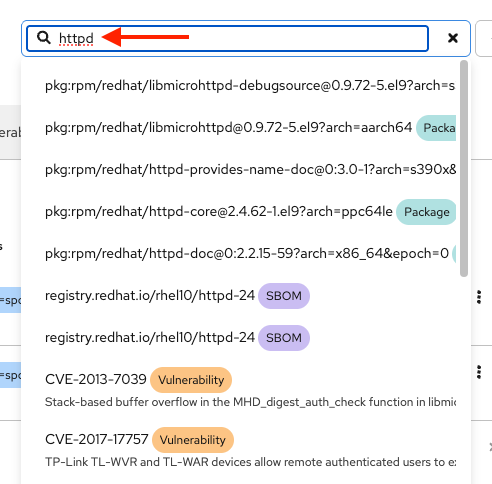 httpd
pkg:rpm/redhat/libmicrohttpd-debugsource@0.9.72-5.el9?arch=s
pkg:rpm/redhat/libmicrohttpd@0.9.72-5.el9?arch=aarch64 Packa
pkg:rpm/redhat/httpd-provides-name-doc@0:3.0-1?arch=s390x&
erab
pkg:rpm/redhat/httpd-core@2.4.62-1.el9?arch=ppc64le Package
pkg:rpm/redhat/httpd-doc@0:2.2.15-59?arch=x86_64&epoch=0
s
registry.redhat.io/rhel10/httpd-24 SBOM
=spd
registry.redhat.io/rhel10/httpd-24 SBOM
CVE-2013-7039 Vulnerability
=spd
Stack-based buffer overflow in the MHD_digest_auth_check function in libmic
CVE-2017-17757 Vulnerability
TP-Link TL-WVR and TL-WAR devices allow remote authenticated users to ex